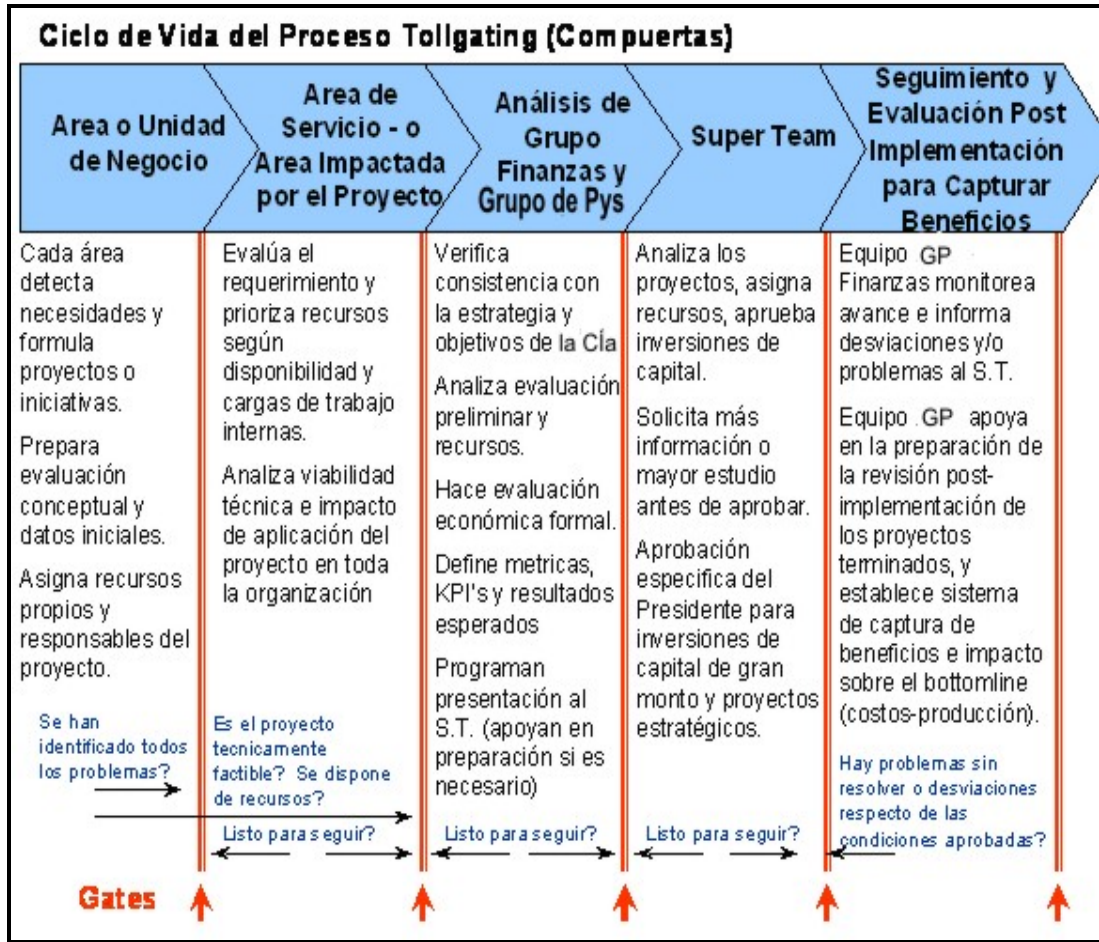 Ciclo de Vida del Proceso Tollgating (Compuertas)
Area o Unidad
de Negocio
Area de
Servicio - o
Area Impactada
por el Proyecto
Análisis de
Grupo
Finanzas y
Grupo de Pys
Super Team
Seguimiento y
Evaluación Post
Implementación
para Capturar
Beneficios
Cada área
detecta
necesidades y
formula
proyectos o
iniciativas.
Prepara
evaluación
conceptual y
datos iniciales.
Asigna recursos
propios y
responsables del
proyecto.
Se han
identificado todos
los problemas?
Evalúa el
requerimiento y
prioriza recursos
según
disponibilidad y
cargas de trabajo
internas.
Analiza viabilidad
técnica e impacto
de aplicación del
proyecto en toda
la organización
Es el proyecto
tecnicamente
factible? Se dispone
de recursos?
Listo para seguir?
Verifica
consistencia con
la estrategia y
objetivos de la CÍa
Analiza evaluación
preliminar y
recursos.
Hace evaluación
económica formal.
Define metricas,
KPI's y resultados
esperados
Programan
presentación al
S.T. (apoyan en
preparación si es
necesario)
Listo para seguir?
Analiza los
proyectos, asigna
recursos, aprueba
inversiones de
capital.
Solicita más
información o
mayor estudio
antes de aprobar.
Aprobación
especifica del
Presidente para
inversiones de
capital de gran
monto y proyectos
estratégicos.
Listo para seguir?
Equipo GP
Finanzas monitorea
avance e informa
desviaciones y/o
problemas al S.T.
Equipo GP apoya
en la preparación de
la revisión post-
implementación de
los proyectos
terminados, y
establece sistema
de captura de
beneficios e impacto
sobre el bottomline
(costos-producción).
Hay problemas sin
resolver o desviaciones
respecto de las
condiciones aprobadas?
Gates